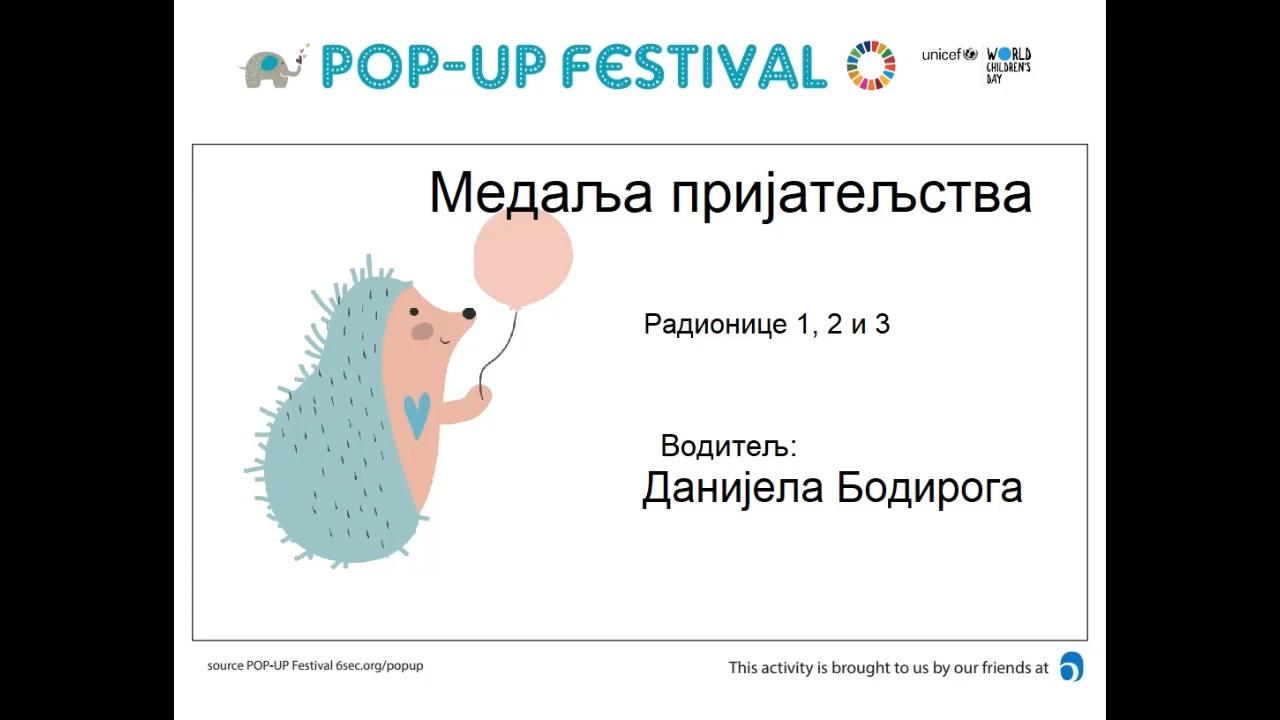 POP-UP FESTIVAL
unicef
WORLD
CHILDREN'S
DAY
Медаља пријатељства
Радионице 1, 2 и 3
Водитељ:
Данијела Бодирога
source POP-UP Festival 6sec.org/popup
This activity is brought to us by our friends at